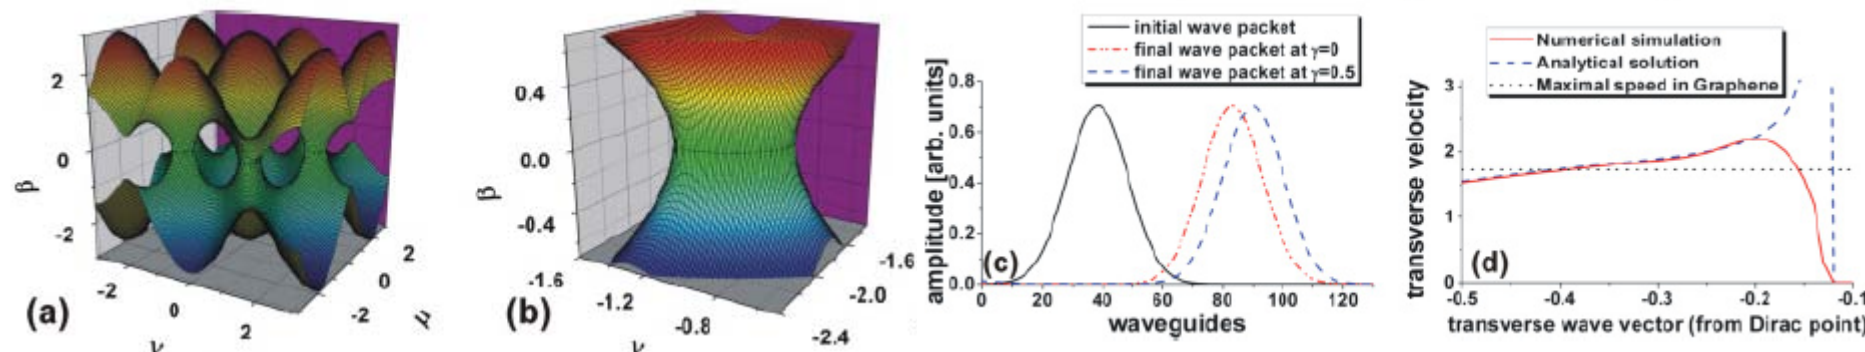 2
0
-2
β
(a)
-2
0
2
ν
-2
0
2
μ
0.4
0.0
-0.4
β
(b)
-1.6
-1.2
-0.8
ν
-2.4
-2.0
-1.6
initial wave packet
final wave packet at γ=0
final wave packet at γ=0.5
amplitude [arb. units]
0.8
0.6
0.4
0.2
0.0
(c)
0 20 40 60 80 100 120
waveguides
Numerical simulation
Analytical solution
Maximal speed in Graphene
transverse velocity
3
2
1
0
(d)
-0.5 -0.4 -0.3 -0.2 -0.1
transverse wave vector (from Dirac point)